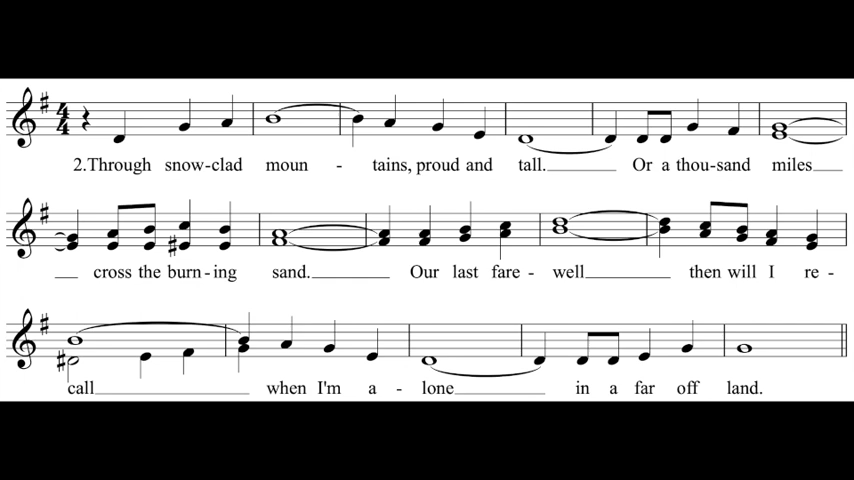 2.Through snow-clad moun - tains, proud and tall. Or a thou-sand miles
cross the burn-ing sand. Our last fare - well then will I re -
call when I'm a - lone in a far off land.